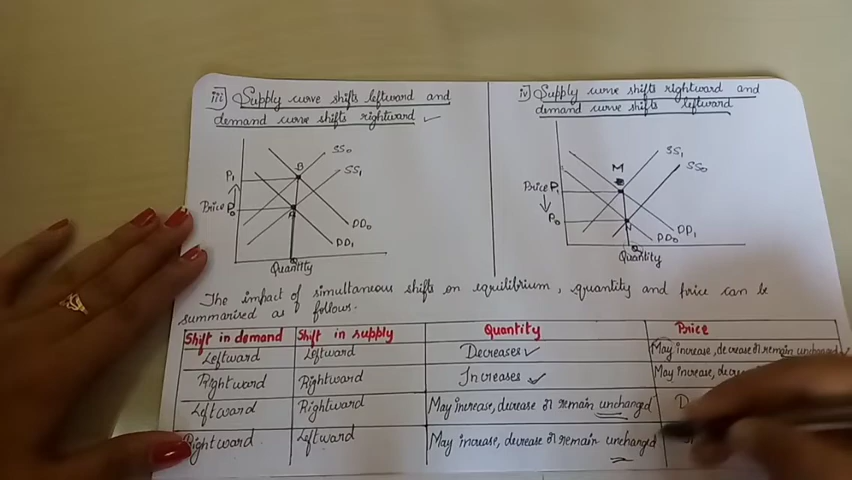 iii) Supply curve shifts leftward and
demand curve shifts rightward ✓
P1
Price P0
B
A
SS0
SS1
DD0
DD1
Quantity
iv) Supply curve shifts rightward and
demand curve shifts leftward
Price P1
P0
M
N
SS1
SS0
DD1
DD0
Q
Quantity
The impact of simultaneous shifts on equilibrium, quantity and price can be
summarised as follows.
Shift in demand Shift in supply Quantity Price
Leftward Leftward Decreases ✓ May increase, decrease or remain unchanged ✓
Rightward Rightward Increases ✓ May increase,
Leftward Rightward May increase, decrease or remain unchanged
Rightward Leftward May increase, decrease or remain unchanged